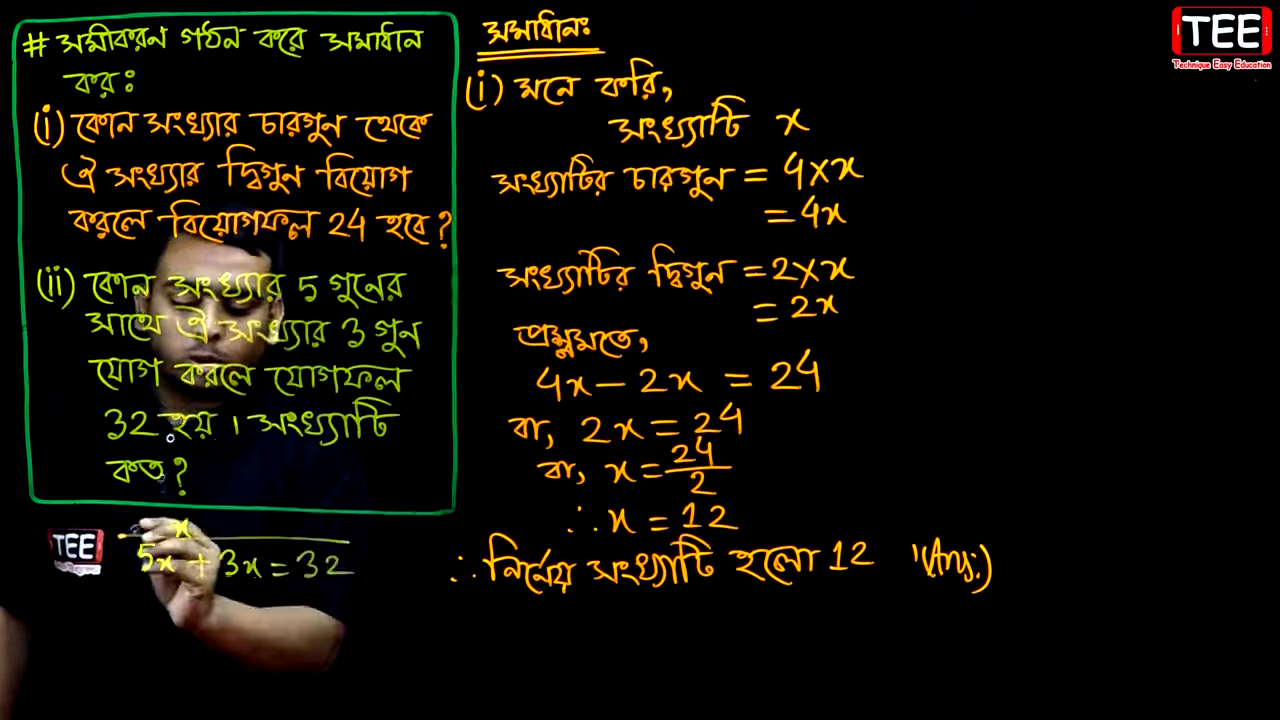 # সমীকরণ গঠন করে সমাধান
কর:
(i) কোন সংখ্যার চারগুন থেকে
ঐ সংখ্যার দ্বিগুন বিয়োগ
করলে বিয়োগফল 24 হবে?
(ii) কোন সংখ্যার 5 গুনের
সাথে ঐ সংখ্যার 3 গুন
যোগ করলে যোগফল
32 হয়। সংখ্যাটি
কত?
x
5x + 3x = 32
TEE
সমাধানঃ
(i) মনে করি,
সংখ্যাটি x
সংখ্যাটির চারগুন = 4×x
= 4x
সংখ্যাটির দ্বিগুন = 2×x
= 2x
প্রশ্নমতে,
4x - 2x = 24
বা, 2x = 24
বা, x = 24/2
∴ x = 12
∴ নির্ণেয় সংখ্যাটি হলো 12 (Ans:)
TEE
Technique Easy Education